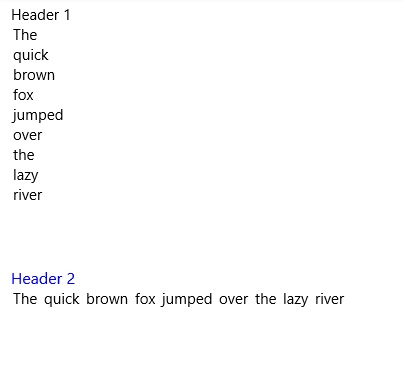 Header 1
The
quick
brown
fox
jumped
over
the
lazy
river
Header 2
The quick brown fox jumped over the lazy river